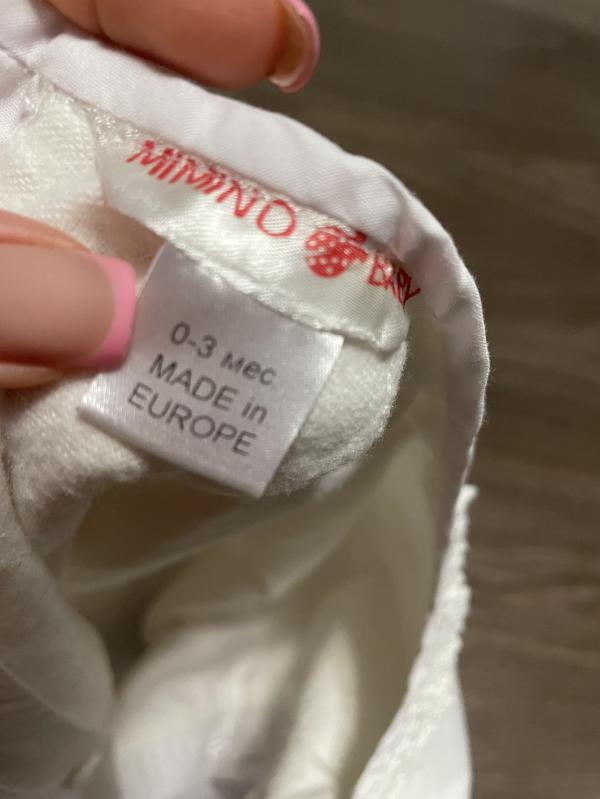 MIMINO BABY
0-3 мес
MADE in
EUROPE